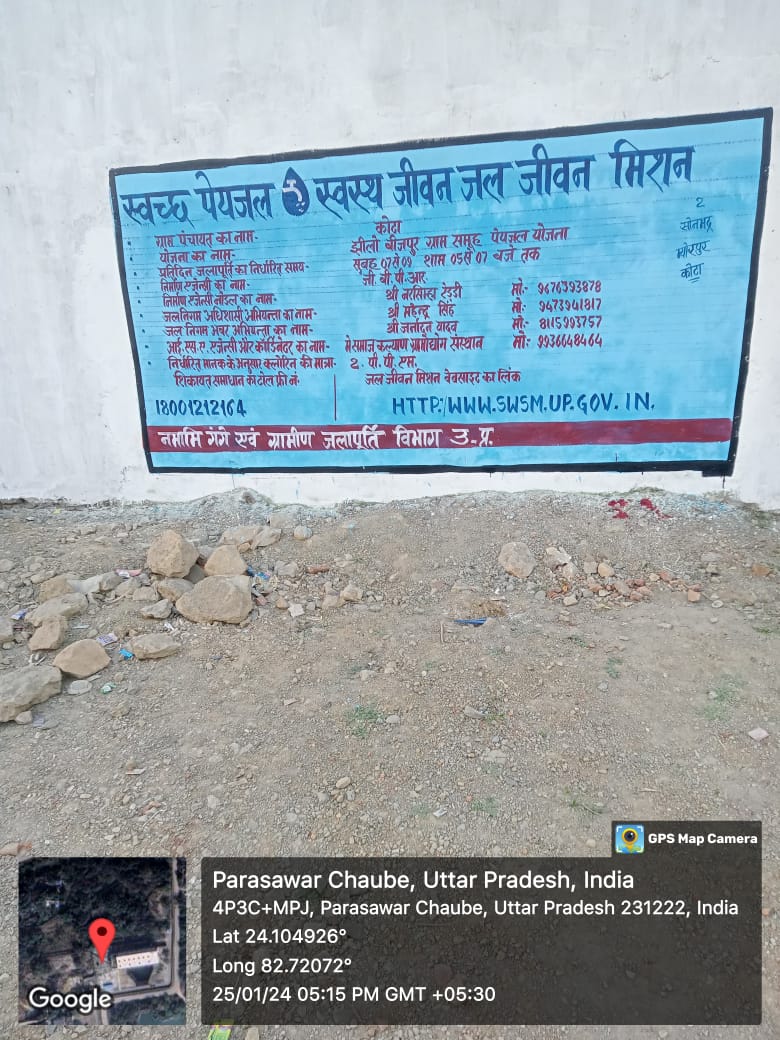 स्वच्छ पेयजल स्वस्थ जीवन जल जीवन मिशन
2
सोनभद्र
म्योरपुर
कोटा
ग्राम पंचायत का नाम- कोटा
योजना का नाम- झीलो बीजपुर ग्राम समूह पेयजल योजना
प्रतिदिन जलापूर्ति का निर्धारित समय- सुबह 07 से 09 शाम 05 से 07 बजे तक
निर्माण एजेन्सी का नाम- जी. वी. पी. आर.
निर्माण एजेन्सी नोडल का नाम- श्री नरसिम्हा रेड्डी मो- 9676393878
जलनिगम अधिशासी अभियन्ता का नाम- श्री महेन्द्र सिंह मो- 9473941817
जल निगम अवर अभियन्ता का नाम- श्री जनार्दन यादव मो- 8115993757
आई. एस. ए. एजेन्सी और कॉर्डिनेटर का नाम- मे समाज कल्याण ग्रामोद्योग संस्थान मो- 9936648464
निर्धारित मानक के अनुसार क्लोरिन की मात्रा- 2. पी. पी. एम.
शिकायत समाधान का टोल फ्री नं. जल जीवन मिशन वेबसाइट का लिंक
18001212164 HTTP:/WWW.SWSM.UP.GOV.IN.
नमामि गंगे एवं ग्रामीण जलापूर्ति विभाग उ.प्र.
GPS Map Camera
Parasawar Chaube, Uttar Pradesh, India
4P3C+MPJ, Parasawar Chaube, Uttar Pradesh 231222, India
Lat 24.104926°
Long 82.72072°
25/01/24 05:15 PM GMT +05:30
Google